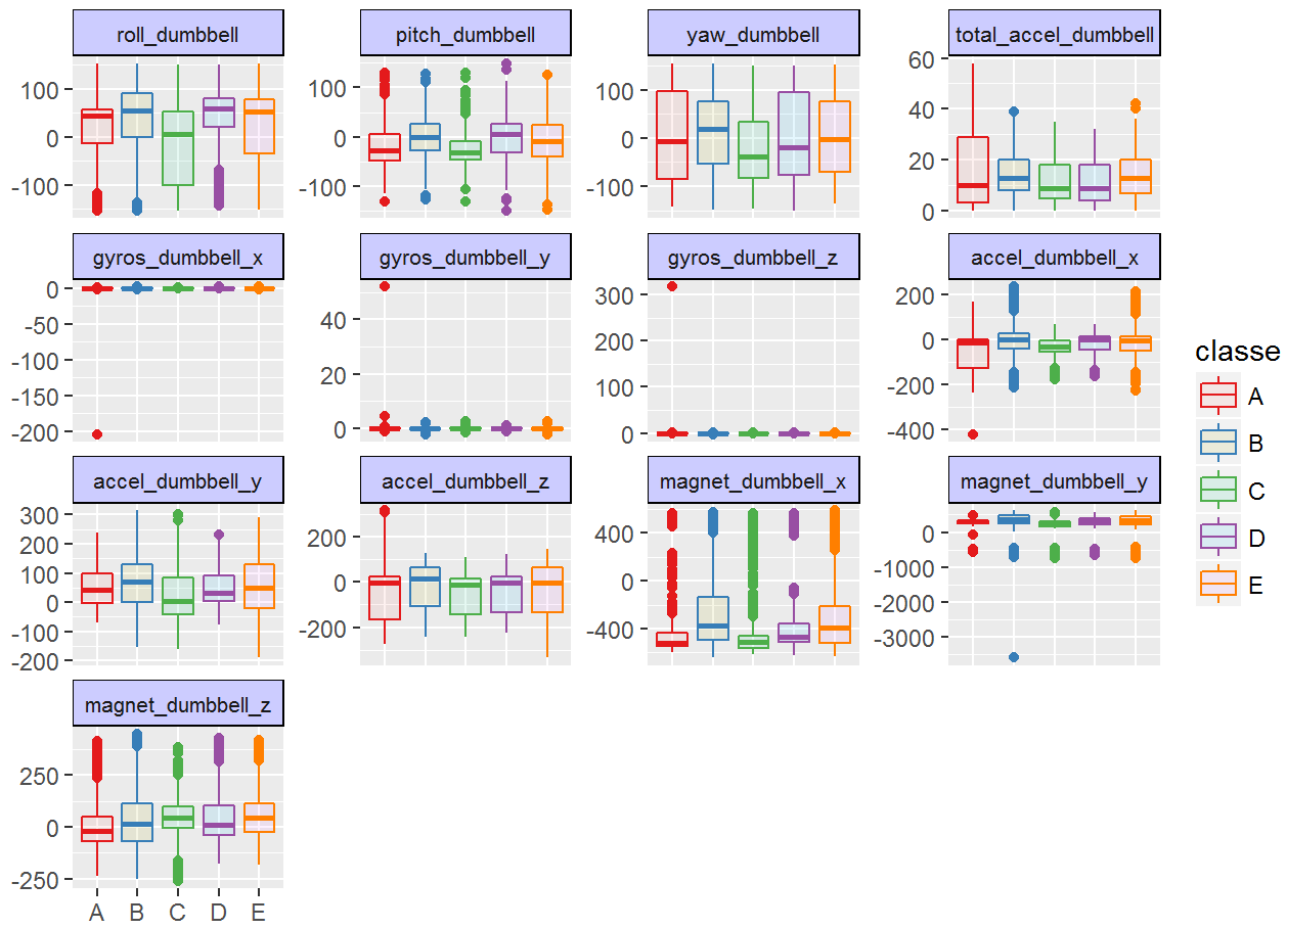 roll_dumbbell
pitch_dumbbell
yaw_dumbbell
total_accel_dumbbell
100
0
-100
100
0
-100
100
0
-100
60
40
20
0
gyros_dumbbell_x
gyros_dumbbell_y
gyros_dumbbell_z
accel_dumbbell_x
0
-50
-100
-150
-200
40
20
0
300
200
100
0
200
0
-200
-400
accel_dumbbell_y
accel_dumbbell_z
magnet_dumbbell_x
magnet_dumbbell_y
300
200
100
0
-100
-200
200
0
-200
400
0
-400
0
-1000
-2000
-3000
magnet_dumbbell_z
250
0
-250
A B C D E
classe
A
B
C
D
E